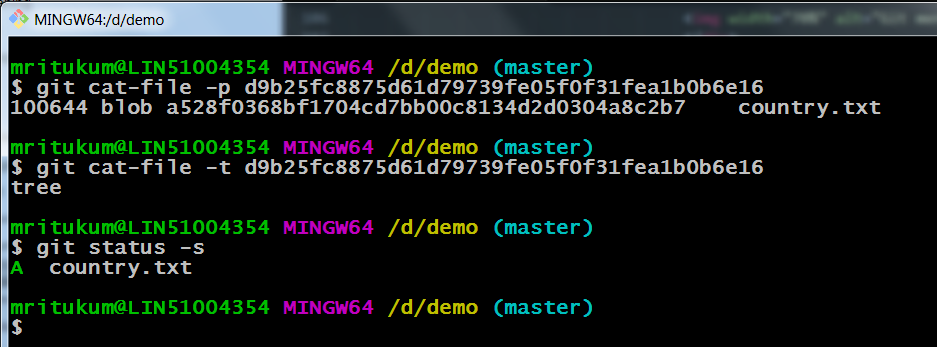 MINGW64:/d/demo
mritukum@LIN51004354 MINGW64 /d/demo (master)
$ git cat-file -p d9b25fc8875d61d79739fe05f0f31fea1b0b6e16
100644 blob a528f0368bf1704cd7bb00c8134d2d0304a8c2b7    country.txt
mritukum@LIN51004354 MINGW64 /d/demo (master)
$ git cat-file -t d9b25fc8875d61d79739fe05f0f31fea1b0b6e16
tree
mritukum@LIN51004354 MINGW64 /d/demo (master)
$ git status -s
A  country.txt
mritukum@LIN51004354 MINGW64 /d/demo (master)
$